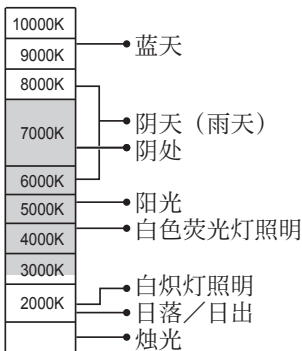 10000K
9000K
蓝天
8000K
阴天（雨天）
7000K
阴处
6000K
5000K
阳光
白色荧光灯照明
4000K
3000K
白炽灯照明
2000K
日落／日出
烛光